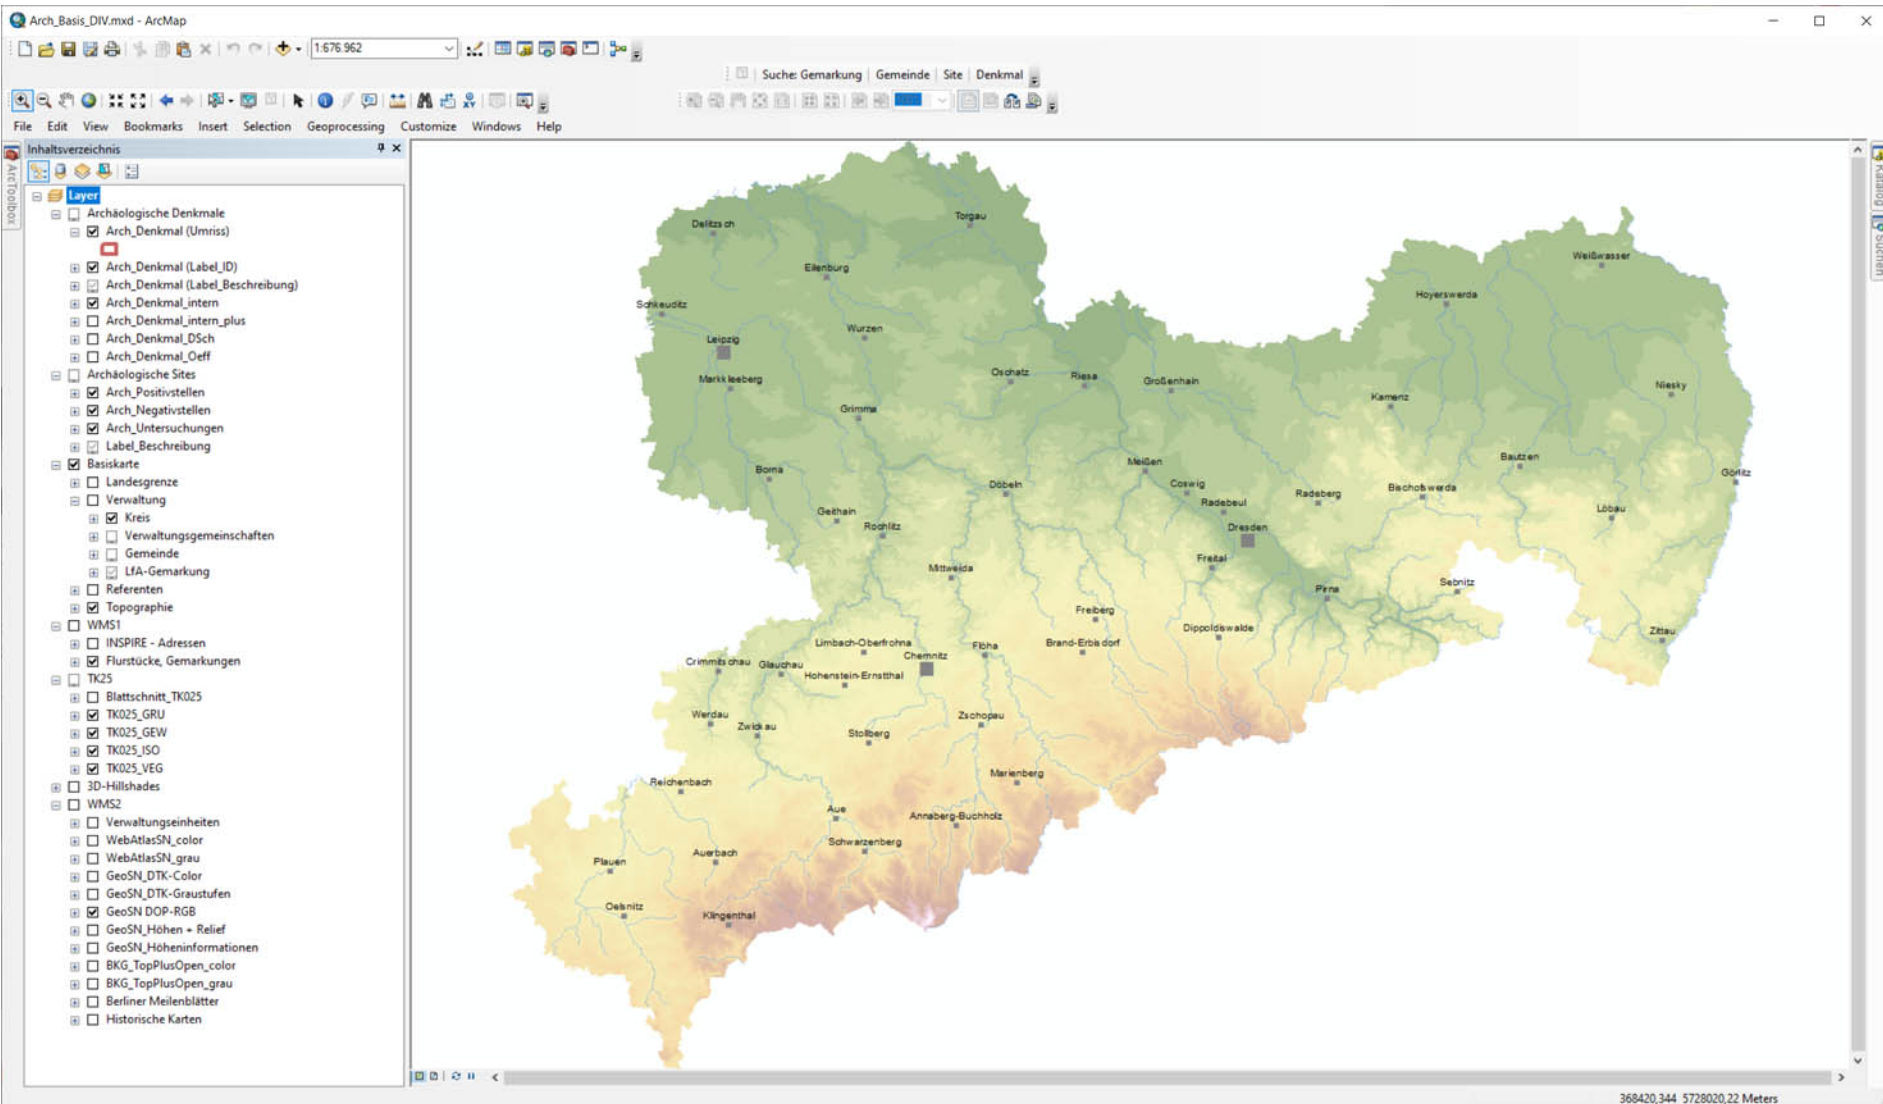 Arch_Basis_DIV.mxd - ArcMap
1:676.962
Suche: Gemarkung Gemeinde Site Denkmal
File Edit View Bookmarks Insert Selection Geoprocessing Customize Windows Help
ArcToolbox
Inhaltsverzeichnis
Layer
Archäologische Denkmale
Arch_Denkmal (Umriss)
Arch_Denkmal (Label_ID)
Arch_Denkmal (Label_Beschreibung)
Arch_Denkmal_intern
Arch_Denkmal_intern_plus
Arch_Denkmal_DSch
Arch_Denkmal_Oeff
Archäologische Sites
Arch_Positivstellen
Arch_Negativstellen
Arch_Untersuchungen
Label_Beschreibung
Basiskarte
Landesgrenze
Verwaltung
Kreis
Verwaltungsgemeinschaften
Gemeinde
LfA-Gemarkung
Referenten
Topographie
WMS1
INSPIRE - Adressen
Flurstücke, Gemarkungen
TK25
Blattschnitt_TK025
TK025_GRU
TK025_GEW
TK025_ISO
TK025_VEG
3D-Hillshades
WMS2
Verwaltungseinheiten
WebAtlasSN_color
WebAtlasSN_grau
GeoSN_DTK-Color
GeoSN_DTK-Graustufen
GeoSN DOP-RGB
GeoSN_Höhen + Relief
GeoSN_Höheninformationen
BKG_TopPlusOpen_color
BKG_TopPlusOpen_grau
Berliner Meilenblätter
Historische Karten
Torgau
Delitzsch
Weißwasser
Eilenburg
Hoyerswerda
Schkeuditz
Wurzen
Leipzig
Oschatz
Riesa
Markkleeberg
Großenhain
Niesky
Kamenz
Grimma
Bautzen
Meißen
Borna
Görlitz
Coswig
Döbeln
Bischofswerda
Radeberg
Radebeul
Löbau
Geithain
Rochlitz
Dresden
Freital
Mittweida
Sebnitz
Pirna
Freiberg
Dippoldiswalde
Zittau
Limbach-Oberfrohna
Brand-Erbisdorf
Flöha
Chemnitz
Crimmitschau
Glauchau
Hohenstein-Ernstthal
Werdau
Zschopau
Zwickau
Stollberg
Marienberg
Reichenbach
Aue
Annaberg-Buchholz
Schwarzenberg
Auerbach
Plauen
Oelsnitz
Klingenthal
Katalog
Suchen
368420,344 5728020,22 Meters